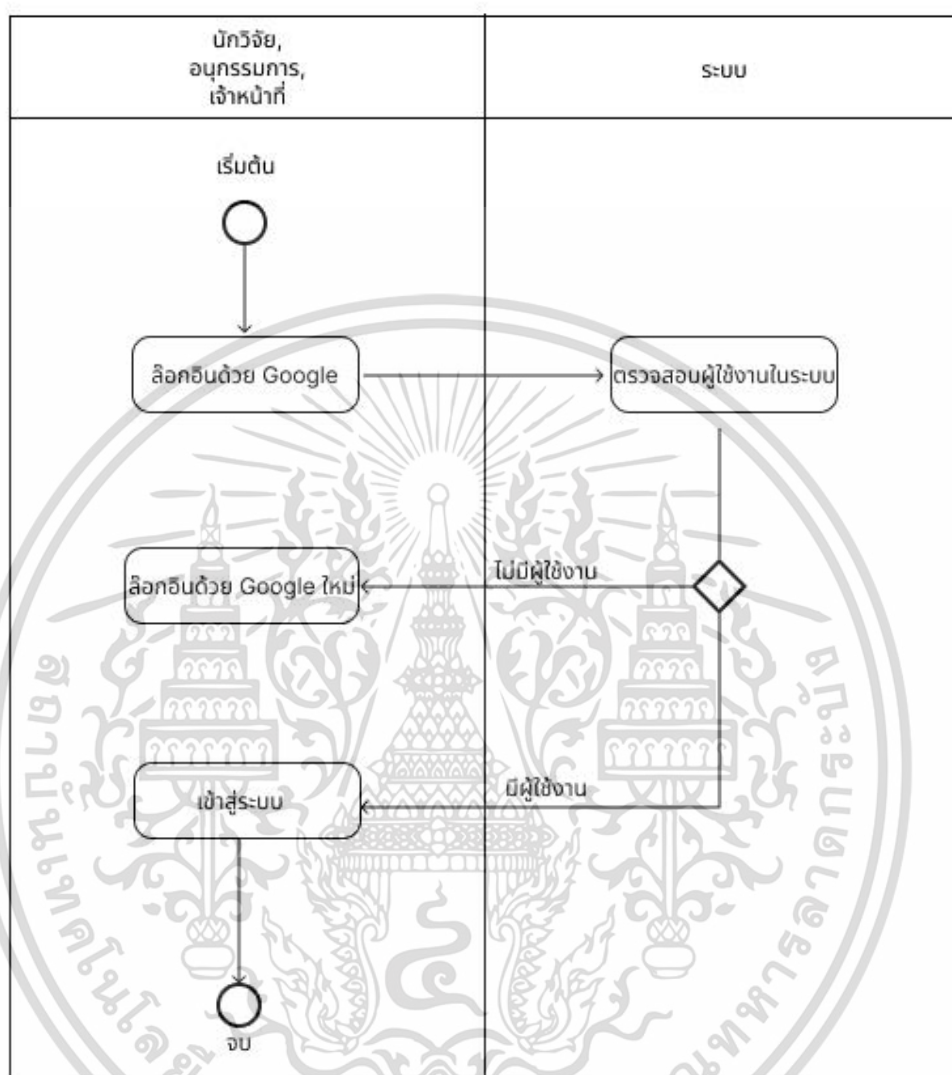 นักวิจัย,
อนุกรรมการ,
เจ้าหน้าที่
ระบบ
เริ่มต้น
ล็อกอินด้วย Google
ตรวจสอบผู้ใช้งานในระบบ
ไม่มีผู้ใช้งาน
ล็อกอินด้วย Google ใหม่
มีผู้ใช้งาน
เข้าสู่ระบบ
จบ